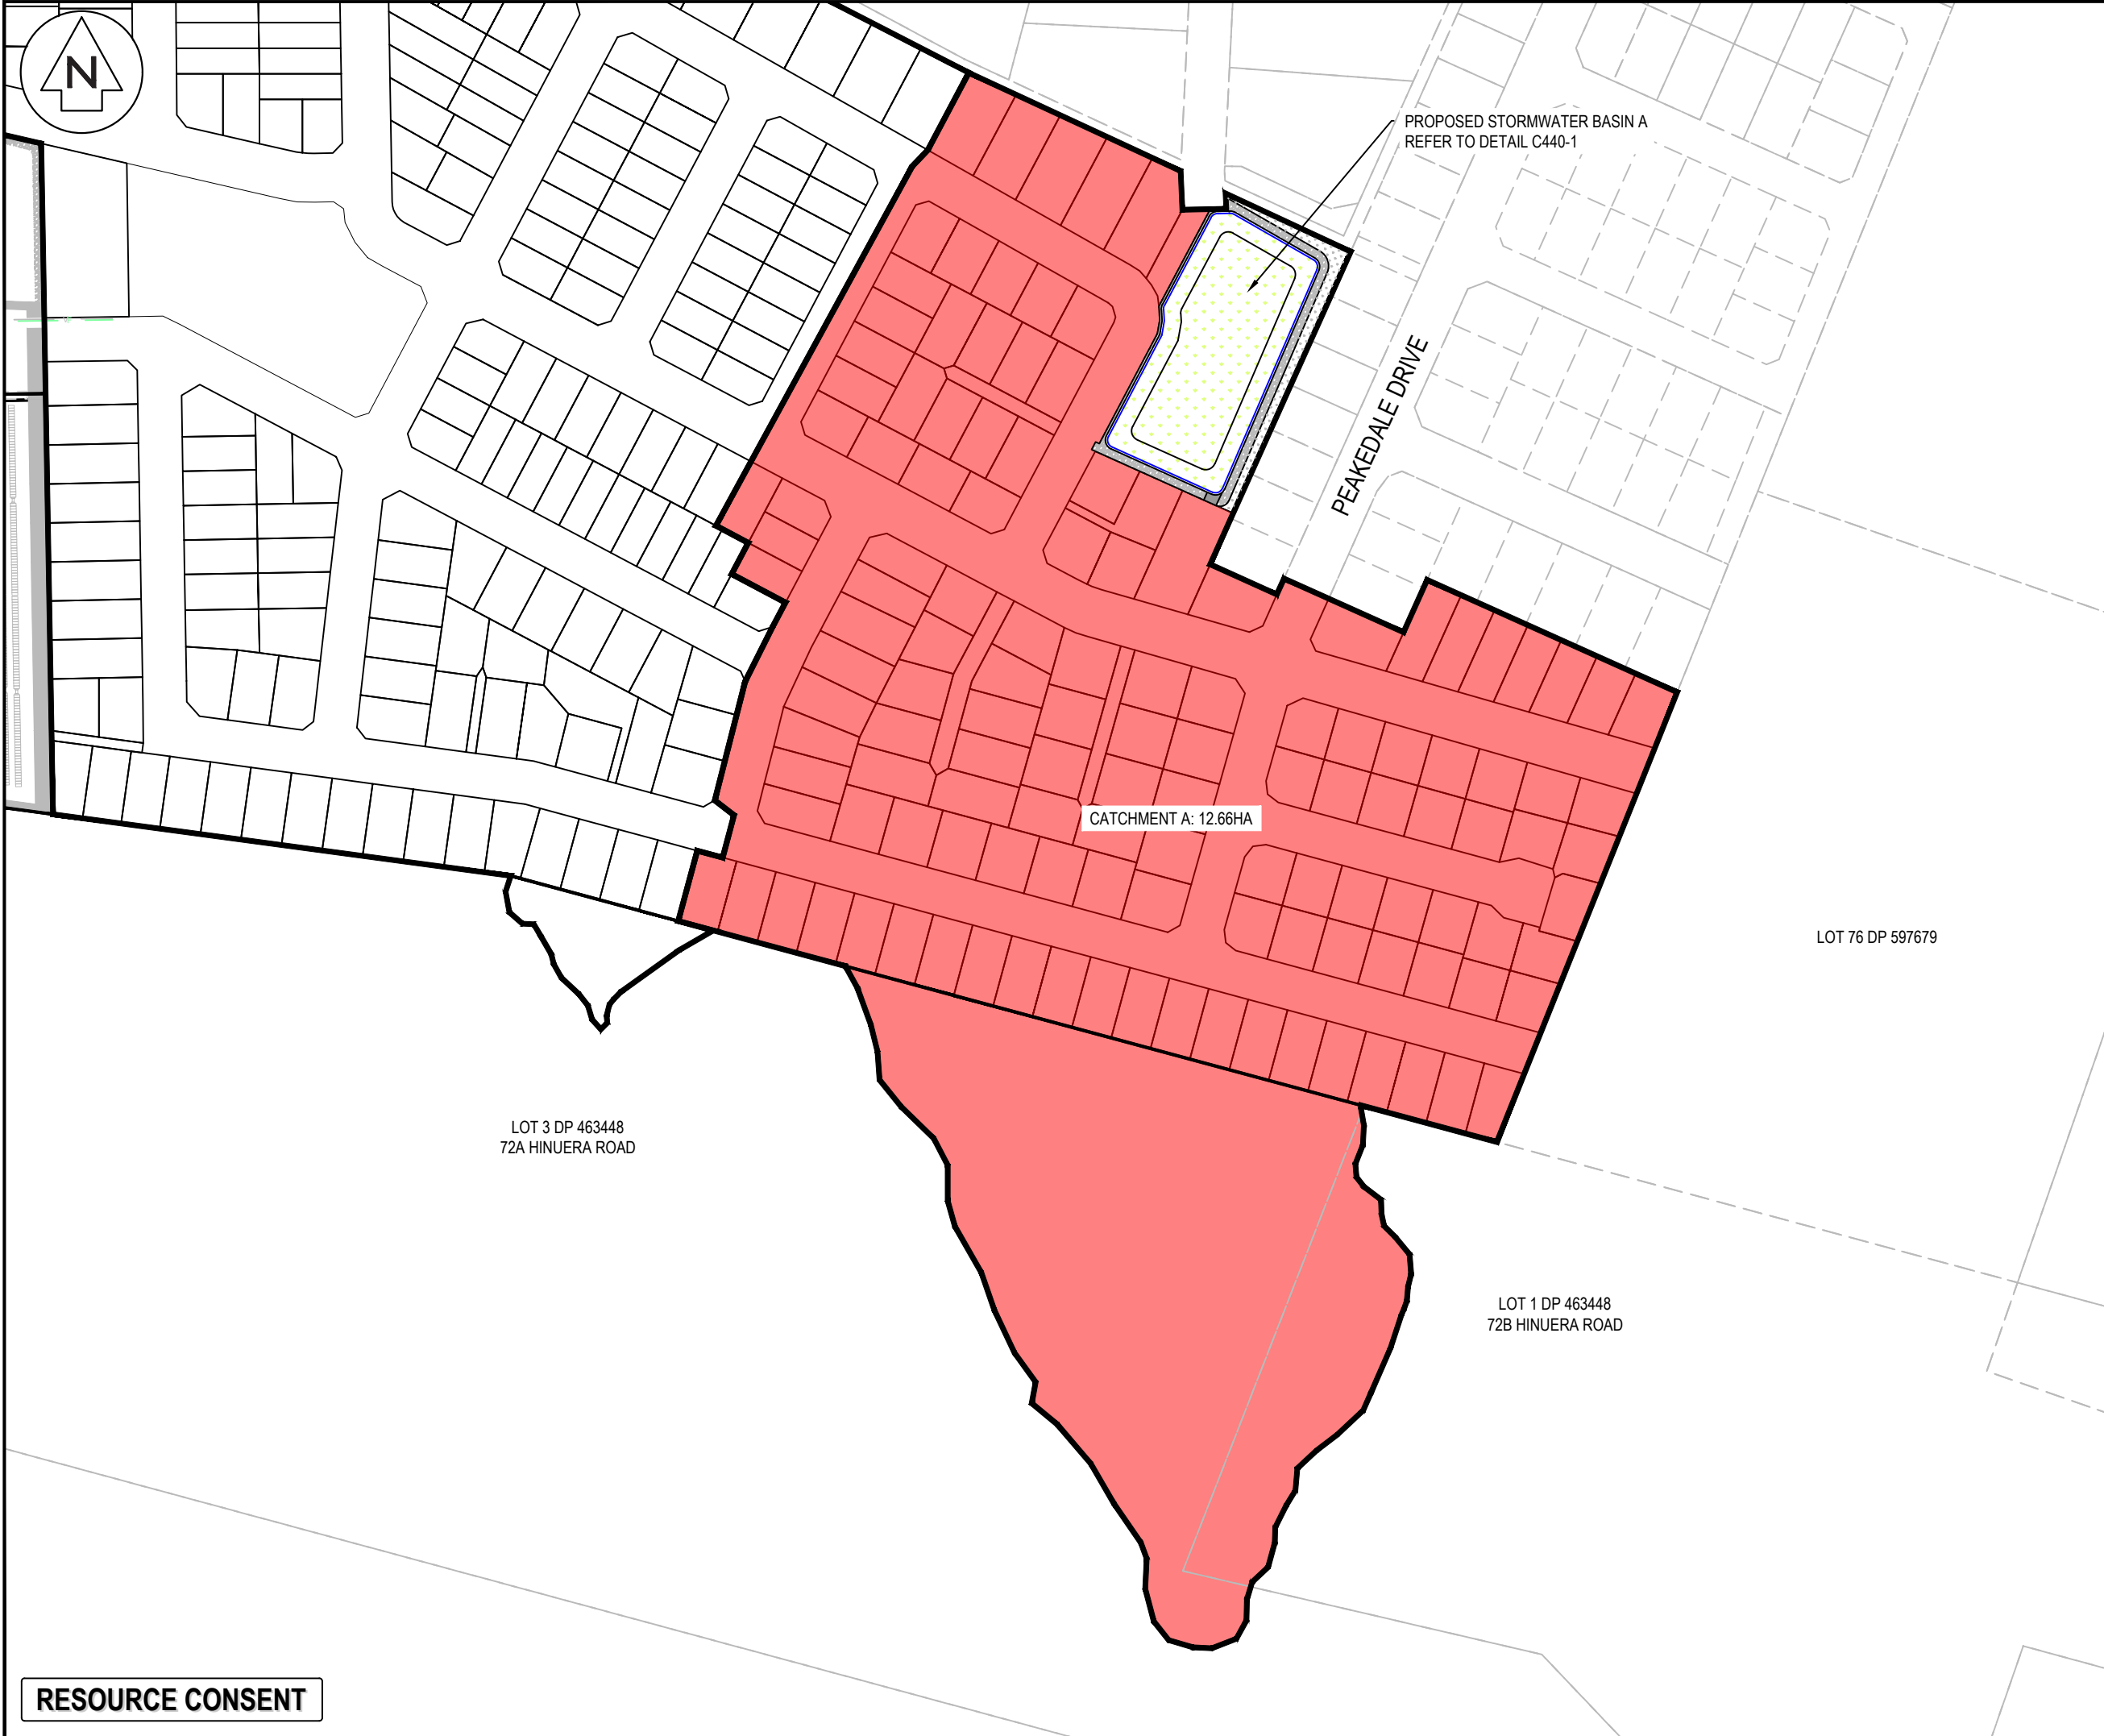 N
PROPOSED STORMWATER BASIN A
REFER TO DETAIL C440-1
PEAKEDALE DRIVE
CATCHMENT A: 12.66HA
LOT 76 DP 597679
LOT 3 DP 463448
72A HINUERA ROAD
LOT 1 DP 463448
72B HINUERA ROAD
RESOURCE CONSENT